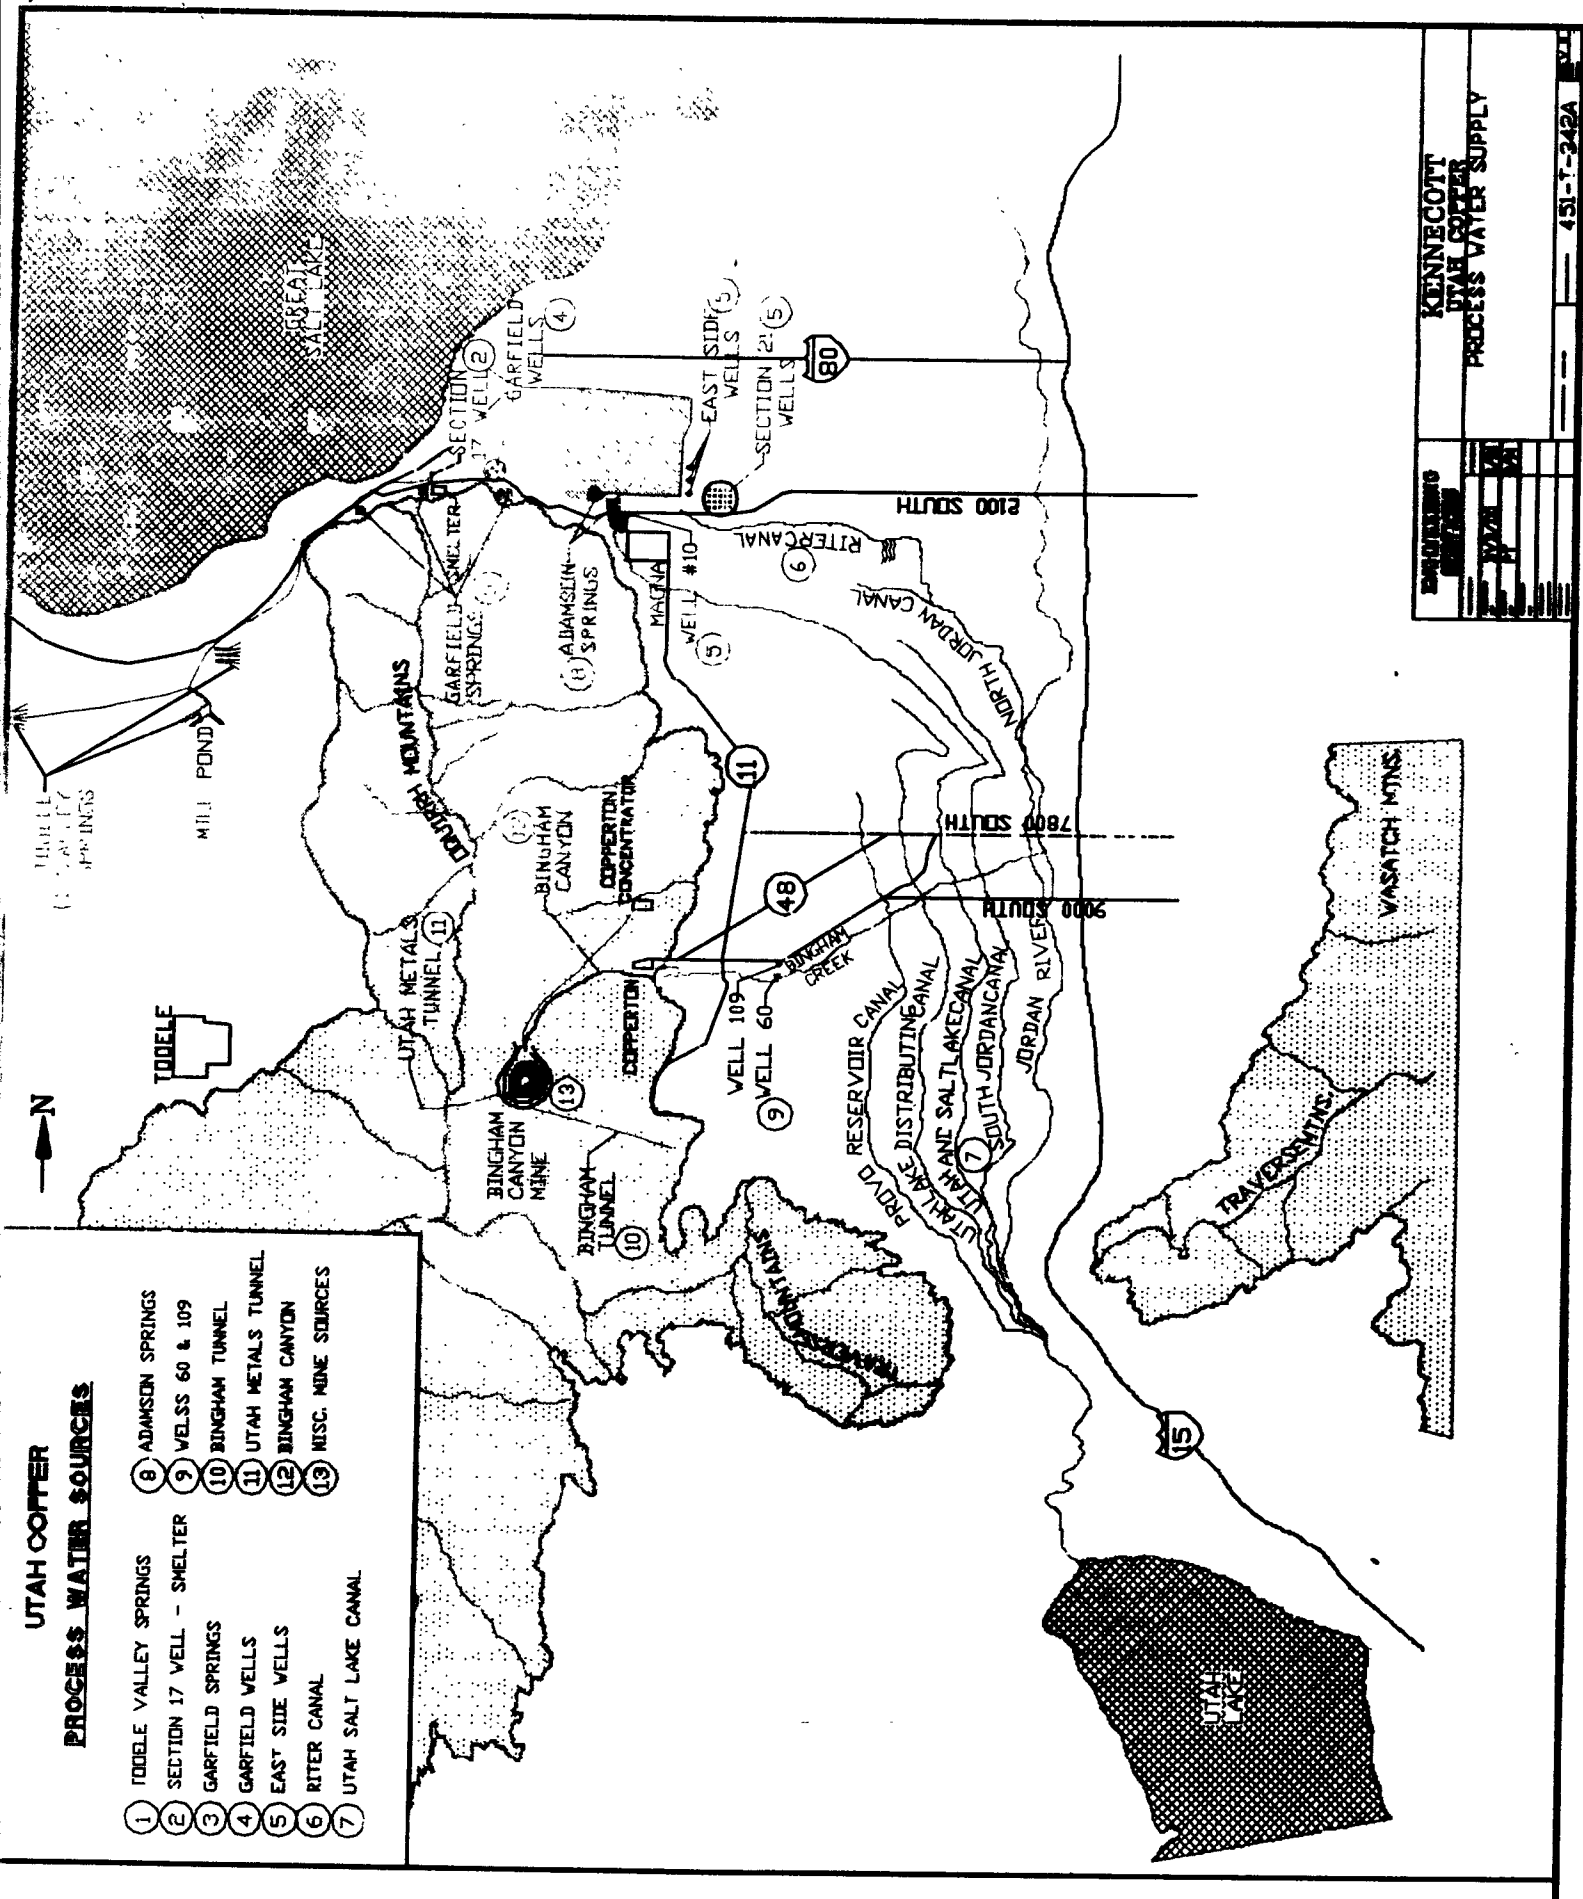 UTAH COPPER
PROCESS WATER SOURCES
1 TOOELE VALLEY SPRINGS
2 SECTION 17 WELL - SMELTER
3 GARFIELD SPRINGS
4 GARFIELD WELLS
5 EAST SIDE WELLS
6 RITER CANAL
7 UTAH SALT LAKE CANAL
8 ADAMSON SPRINGS
9 WELSS 60 & 109
10 BINGHAM TUNNEL
11 UTAH METALS TUNNEL
12 BINGHAM CANYON
13 MISC. MINE SOURCES
N
TOOELE
MILL POND
SPRINGS
GREAT
SALT LAKE
SECTION
17 WELL 2
GARFIELD
WELLS
4
EAST SIDE
WELLS 5
SECTION 21
WELLS 5
80
SMELTER
GARFIELD
SPRINGS
ADAMSON
SPRINGS
8
MAGNA
WELL #10
5
2100 SOUTH
RITER CANAL
6
NORTH JORDAN CANAL
OQUIRRH MOUNTAINS
11
BINGHAM
CANYON
COPPERTON
CONCENTRATOR
UTAH METALS
TUNNEL 11
48
7800 SOUTH
9000 SOUTH
COPPERTON
BINGHAM
CREEK
WELL 109
WELL 60
9
BINGHAM
CANYON
MINE
13
BINGHAM
TUNNEL
10
PROVO RESERVOIR CANAL
UTAH LAKE DISTRIBUTING CANAL
UTAH AND SALT LAKE CANAL
7
SOUTH JORDAN CANAL
JORDAN RIVER
TRAVERSE MOUNTAINS
TRAVERSE MTNS.
WASATCH MTNS.
15
UTAH
LAKE
KENNECOTT
UTAH COPPER
PROCESS WATER SUPPLY
451-T-342A